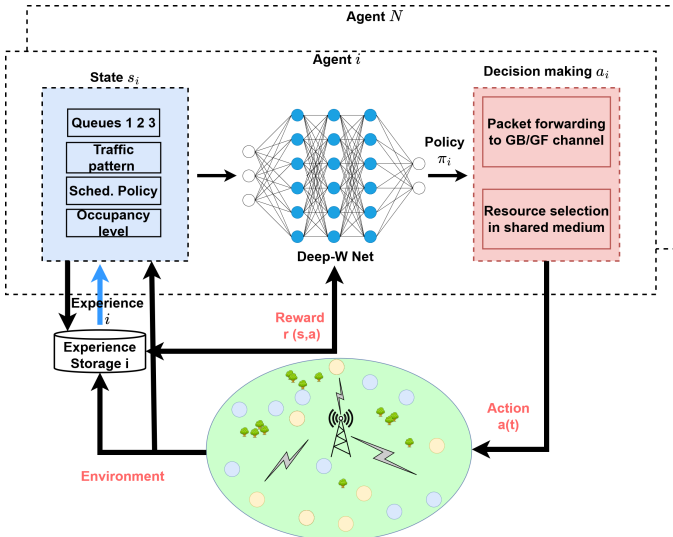 Agent N
Agent i
State s_i
Decision making a_i
Queues 1 2 3
Traffic
pattern
Sched. Policy
Occupancy
level
Policy
π_i
Packet forwarding
to GB/GF channel
Resource selection
in shared medium
Deep-W Net
Experience
i
Reward
r (s,a)
Experience
Storage i
Action
a(t)
Environment